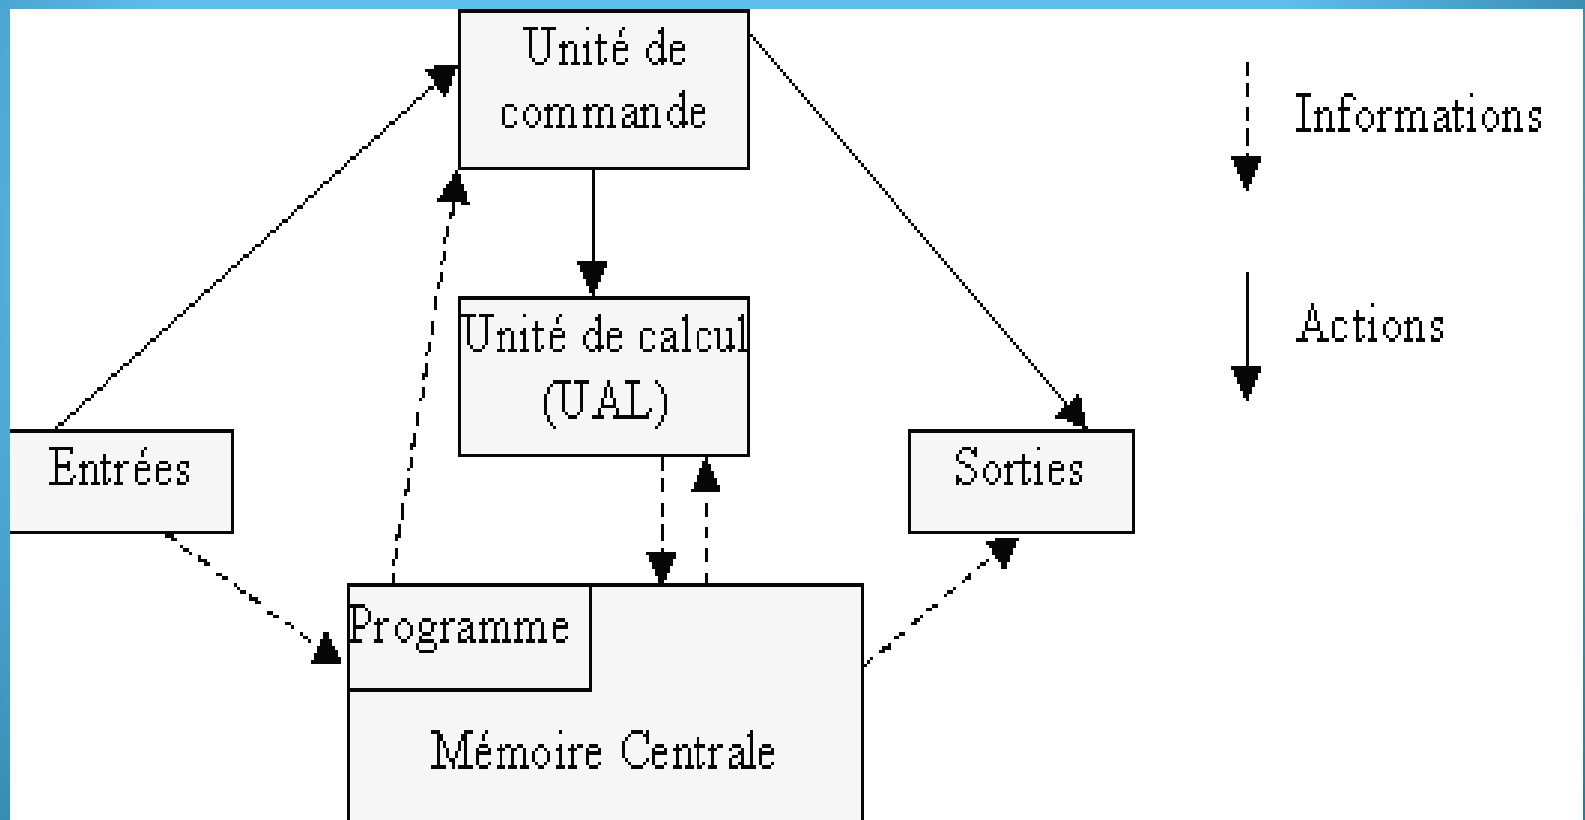 Unité de
commande
Informations
Unité de calcul
(UAL)
Actions
Entrées
Sorties
Programme
Mémoire Centrale